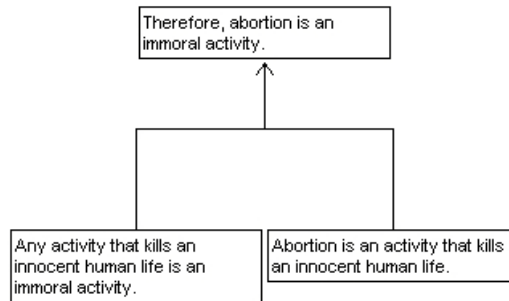 Therefore, abortion is an
immoral activity.
Any activity that kills an
innocent human life is an
immoral activity.
Abortion is an activity that kills
an innocent human life.